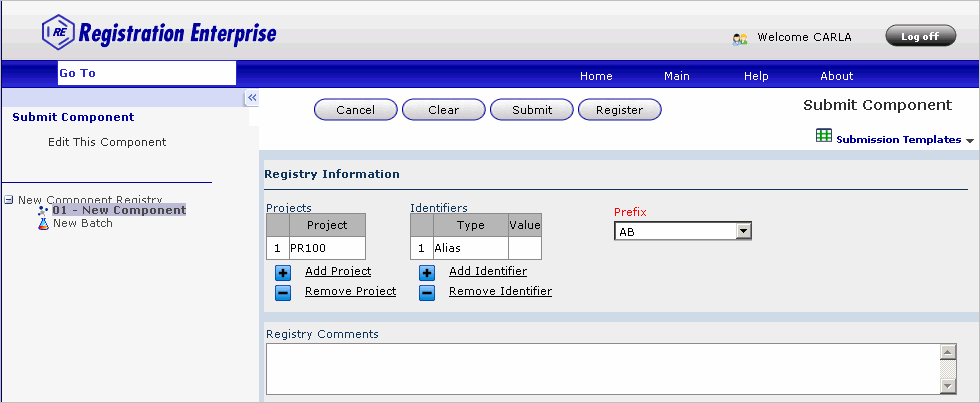 RE Registration Enterprise
Welcome CARLA
Log off
Go To
Home Main Help About
«
Submit Component
Edit This Component
New Component Registry
01 - New Component
New Batch
Cancel Clear Submit Register
Submit Component
Submission Templates
Registry Information
Projects
Project
1 PR100
Add Project
Remove Project
Identifiers
Type Value
1 Alias
Add Identifier
Remove Identifier
Prefix
AB
Registry Comments